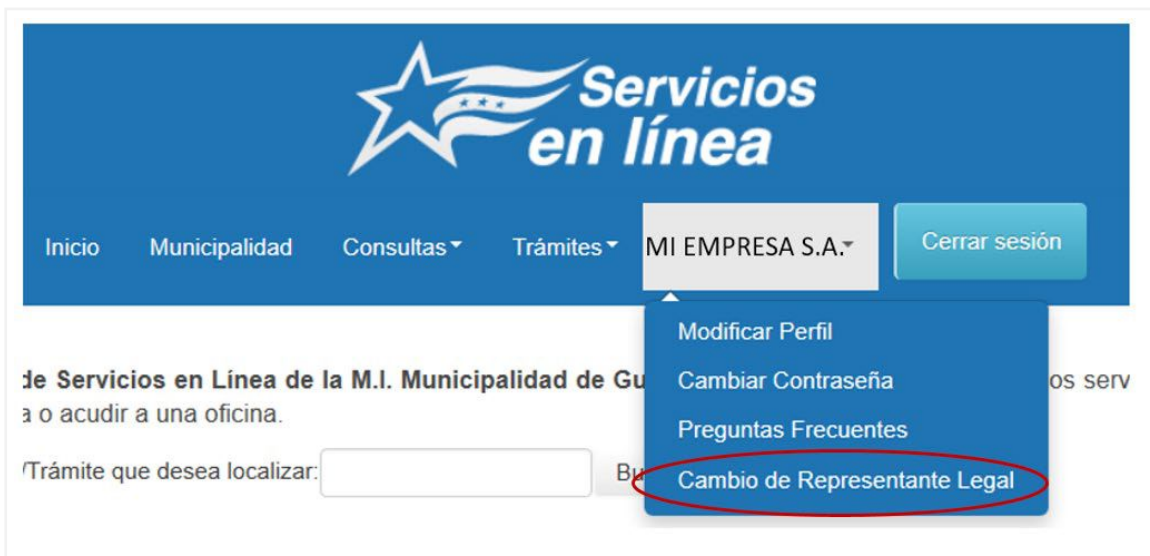 Servicios
en línea
Inicio Municipalidad Consultas Trámites MI EMPRESA S.A. Cerrar sesión
Modificar Perfil
Cambiar Contraseña
Preguntas Frecuentes
Cambio de Representante Legal
de Servicios en Línea de la M.I. Municipalidad de Gu os serv
a o acudir a una oficina.
/Trámite que desea localizar: Bu